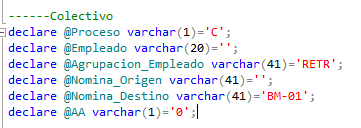 ------Colectivo
declare @Proceso varchar(1)='C';
declare @Empleado varchar(20)='';
declare @Agrupacion_Empleado varchar(41)='RETR';
declare @Nomina_Origen varchar(41)='';
declare @Nomina_Destino varchar(41)='BM-01';
declare @AA varchar(1)='0';